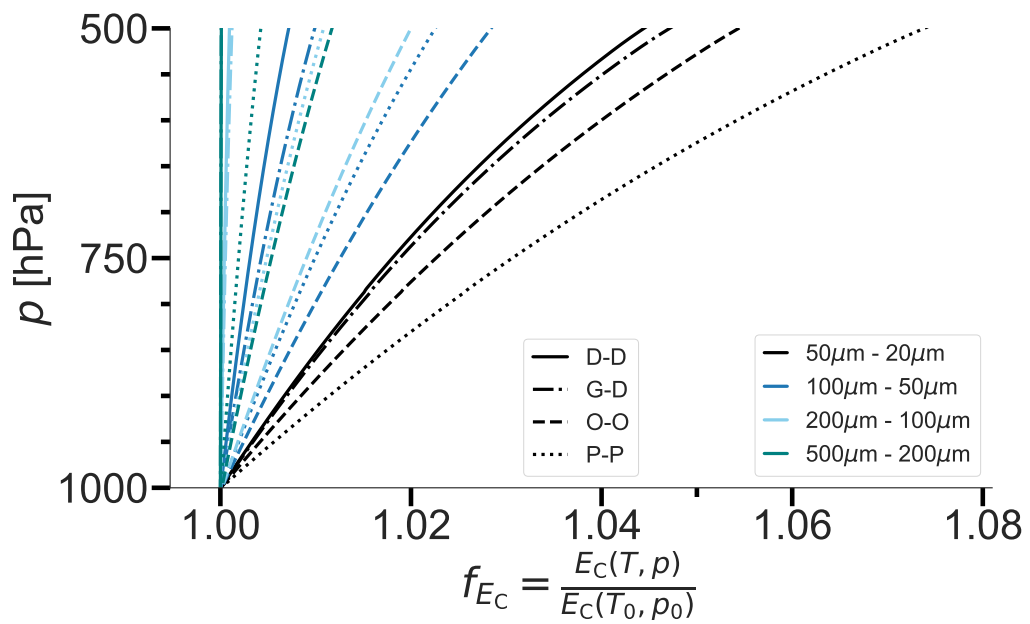 500
750
1000
p [hPa]
1.00 1.02 1.04 1.06 1.08
D-D
G-D
O-O
P-P
50μm - 20μm
100μm - 50μm
200μm - 100μm
500μm - 200μm
f_{E_C} = \frac{E_C(T, p)}{E_C(T_0, p_0)}